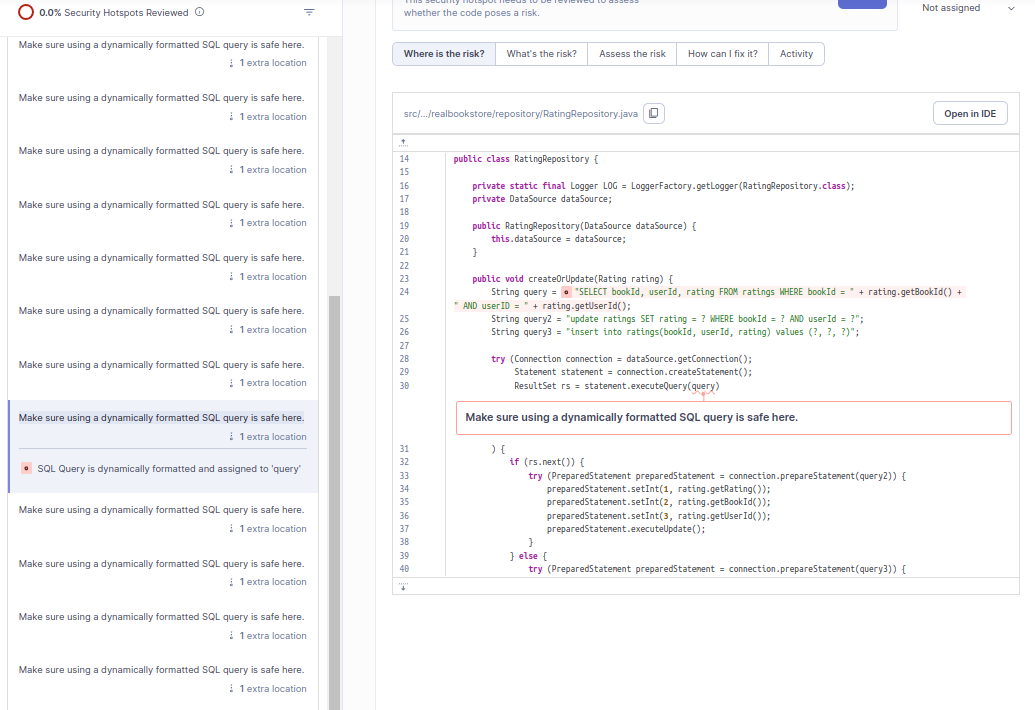 0.0% Security Hotspots Reviewed
Make sure using a dynamically formatted SQL query is safe here.
1 extra location
Make sure using a dynamically formatted SQL query is safe here.
1 extra location
Make sure using a dynamically formatted SQL query is safe here.
1 extra location
Make sure using a dynamically formatted SQL query is safe here.
1 extra location
Make sure using a dynamically formatted SQL query is safe here.
1 extra location
Make sure using a dynamically formatted SQL query is safe here.
1 extra location
Make sure using a dynamically formatted SQL query is safe here.
1 extra location
Make sure using a dynamically formatted SQL query is safe here.
1 extra location
SQL Query is dynamically formatted and assigned to 'query'
Make sure using a dynamically formatted SQL query is safe here.
1 extra location
Make sure using a dynamically formatted SQL query is safe here.
1 extra location
Make sure using a dynamically formatted SQL query is safe here.
1 extra location
Make sure using a dynamically formatted SQL query is safe here.
1 extra location
This security hotspot needs to be reviewed to assess
whether the code poses a risk.
Not assigned
Where is the risk? What's the risk? Assess the risk How can I fix it? Activity
src/.../realbookstore/repository/RatingRepository.java Open in IDE
14 public class RatingRepository {
15
16 private static final Logger LOG = LoggerFactory.getLogger(RatingRepository.class);
17 private DataSource dataSource;
18
19 public RatingRepository(DataSource dataSource) {
20 this.dataSource = dataSource;
21 }
22
23 public void createOrUpdate(Rating rating) {
24 String query = "SELECT bookId, userId, rating FROM ratings WHERE bookId = " + rating.getBookId() +
" AND userID = " + rating.getUserId();
25 String query2 = "update ratings SET rating = ? WHERE bookId = ? AND userId = ?";
26 String query3 = "insert into ratings(bookId, userId, rating) values (?, ?, ?)";
27
28 try (Connection connection = dataSource.getConnection();
29 Statement statement = connection.createStatement();
30 ResultSet rs = statement.executeQuery(query)
Make sure using a dynamically formatted SQL query is safe here.
31 ) {
32 if (rs.next()) {
33 try (PreparedStatement preparedStatement = connection.prepareStatement(query2)) {
34 preparedStatement.setInt(1, rating.getRating());
35 preparedStatement.setInt(2, rating.getBookId());
36 preparedStatement.setInt(3, rating.getUserId());
37 preparedStatement.executeUpdate();
38 }
39 } else {
40 try (PreparedStatement preparedStatement = connection.prepareStatement(query3)) {